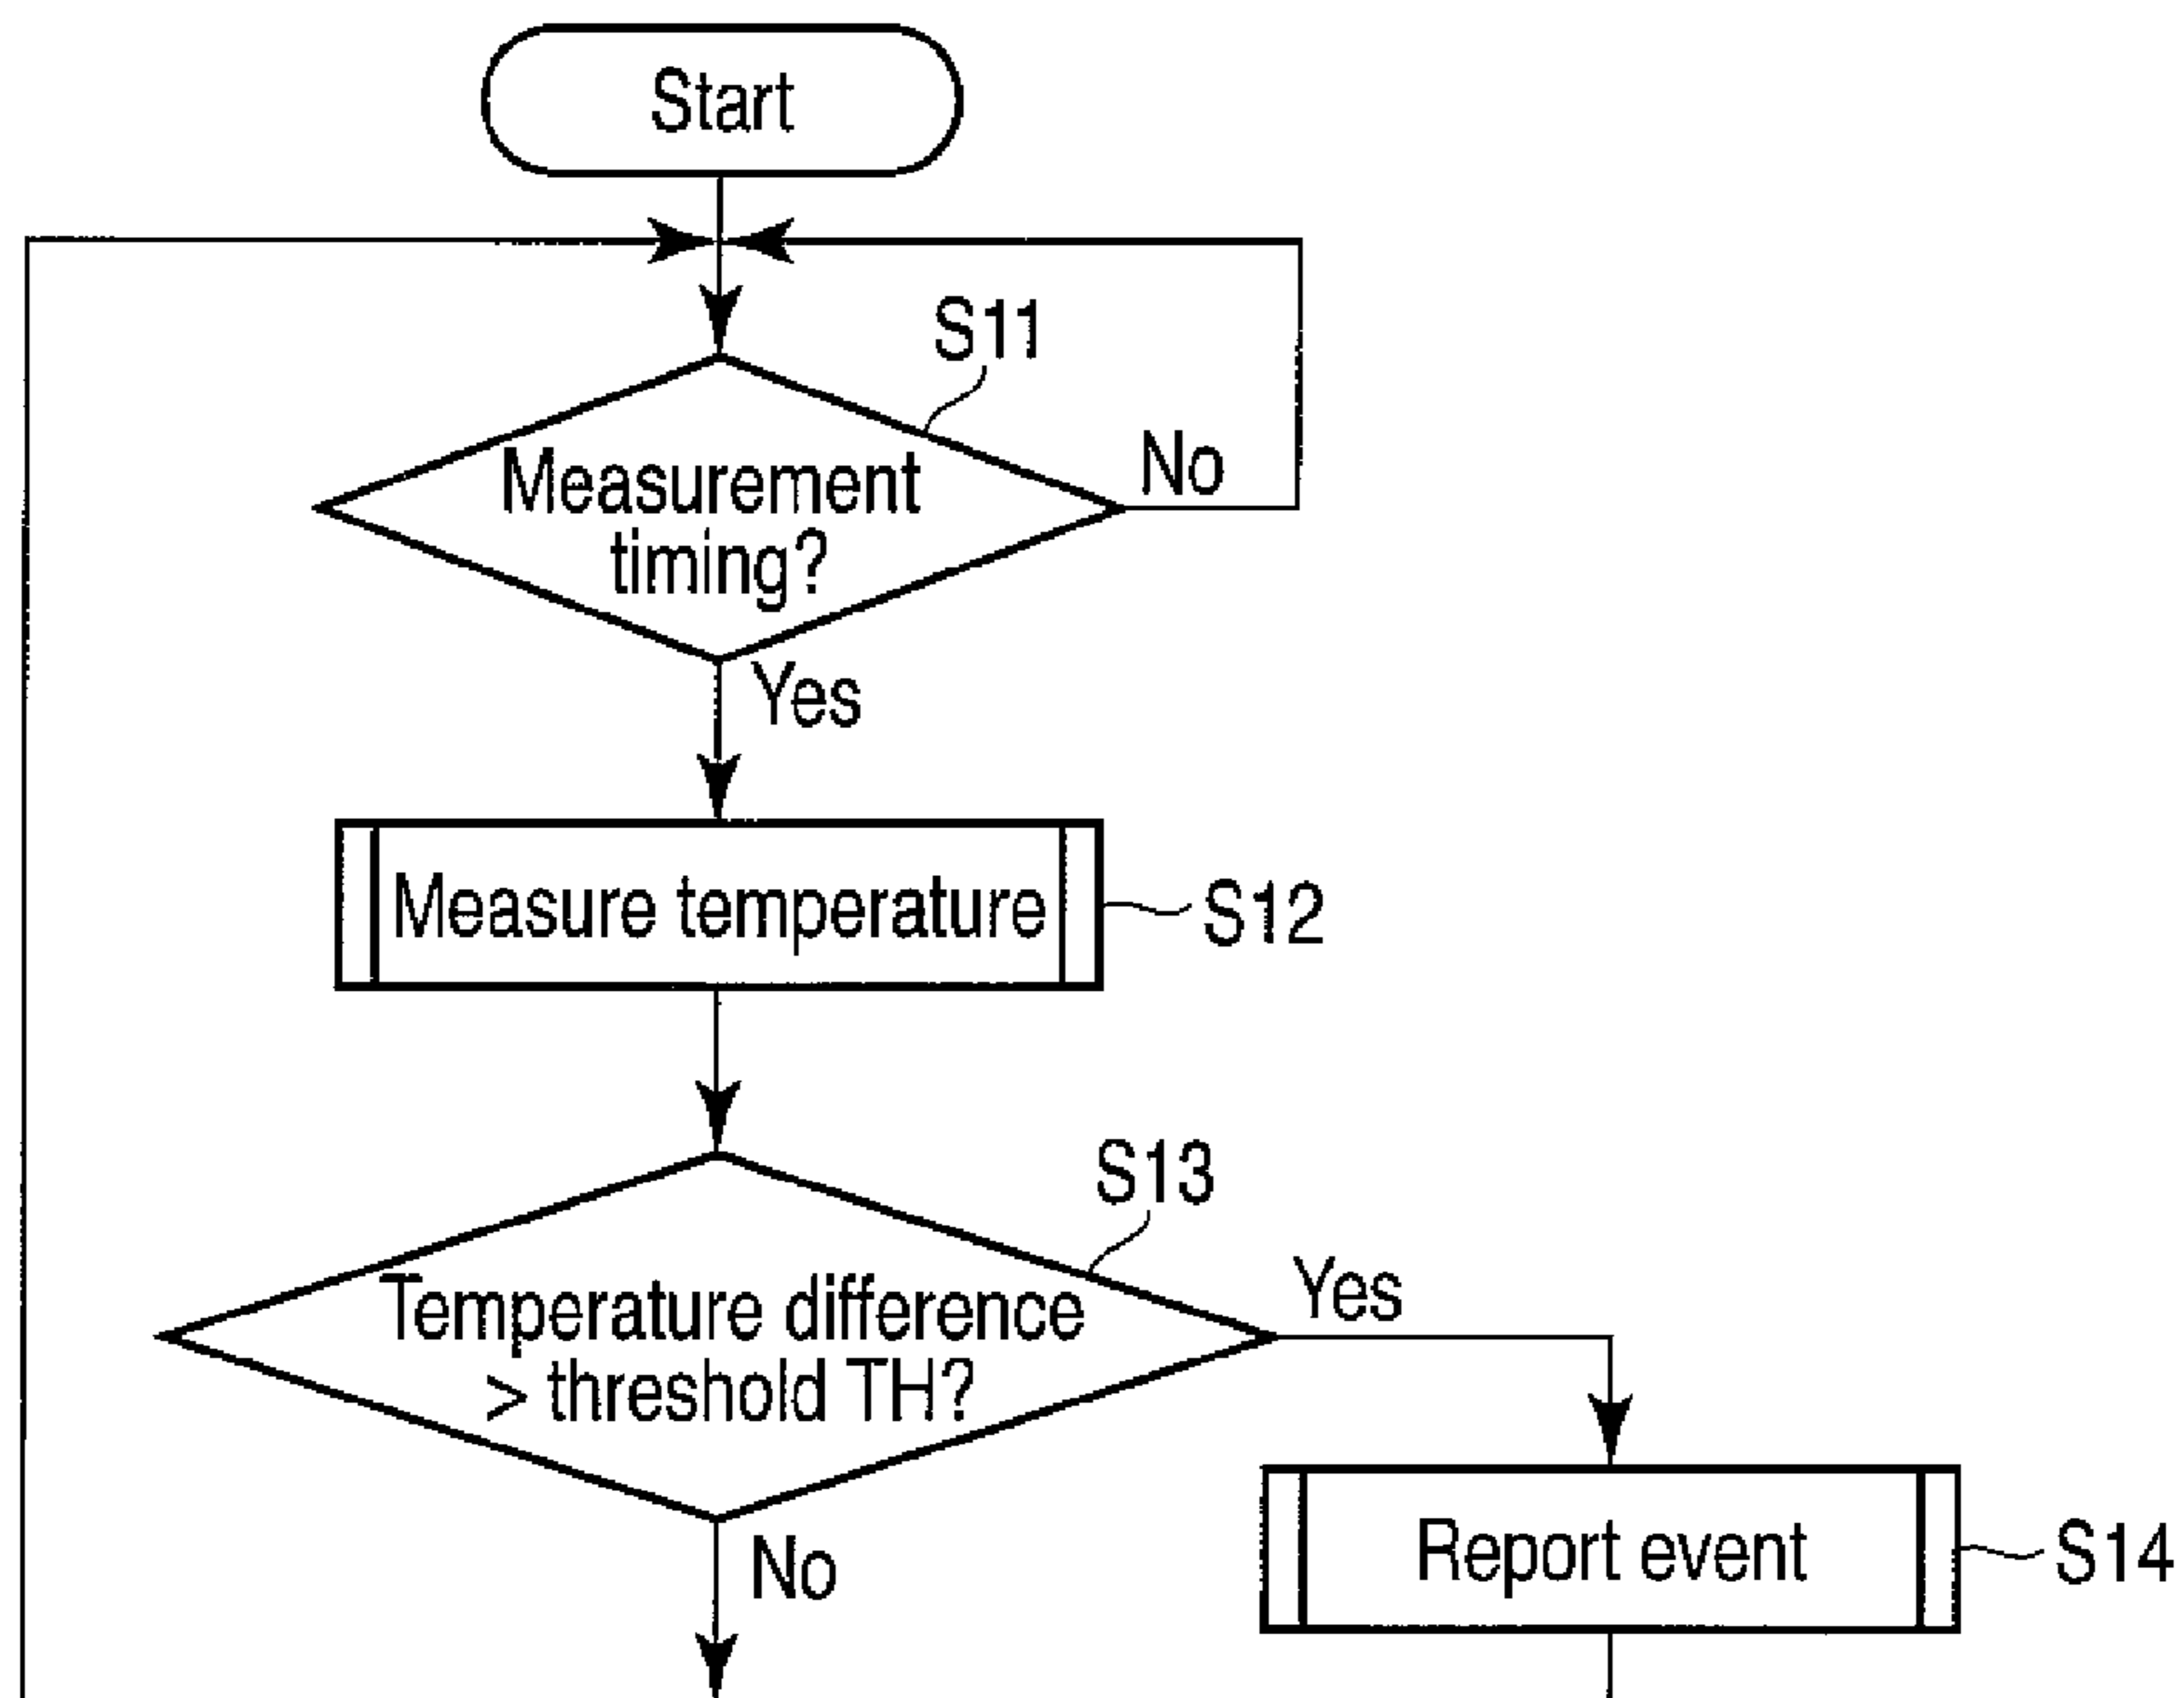 Start
S11
Measurement
timing?
No
Yes
Measure temperature
S12
S13
Temperature difference
> threshold TH?
Yes
No
Report event
S14